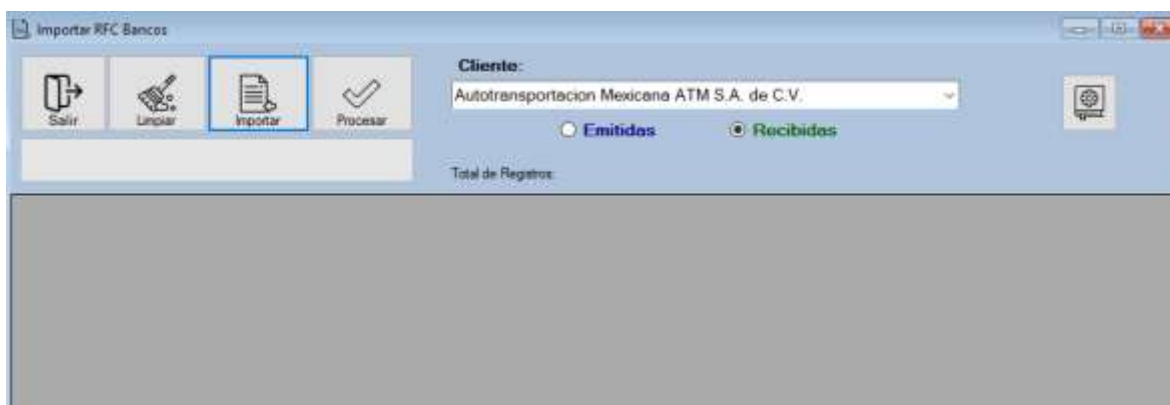 Importar RFC Bancos
Salir
Limpiar
Importar
Procesar
Cliente:
Autotransportacion Mexicana ATM S.A. de C.V.
Emitidas
Recibidas
Total de Registros: